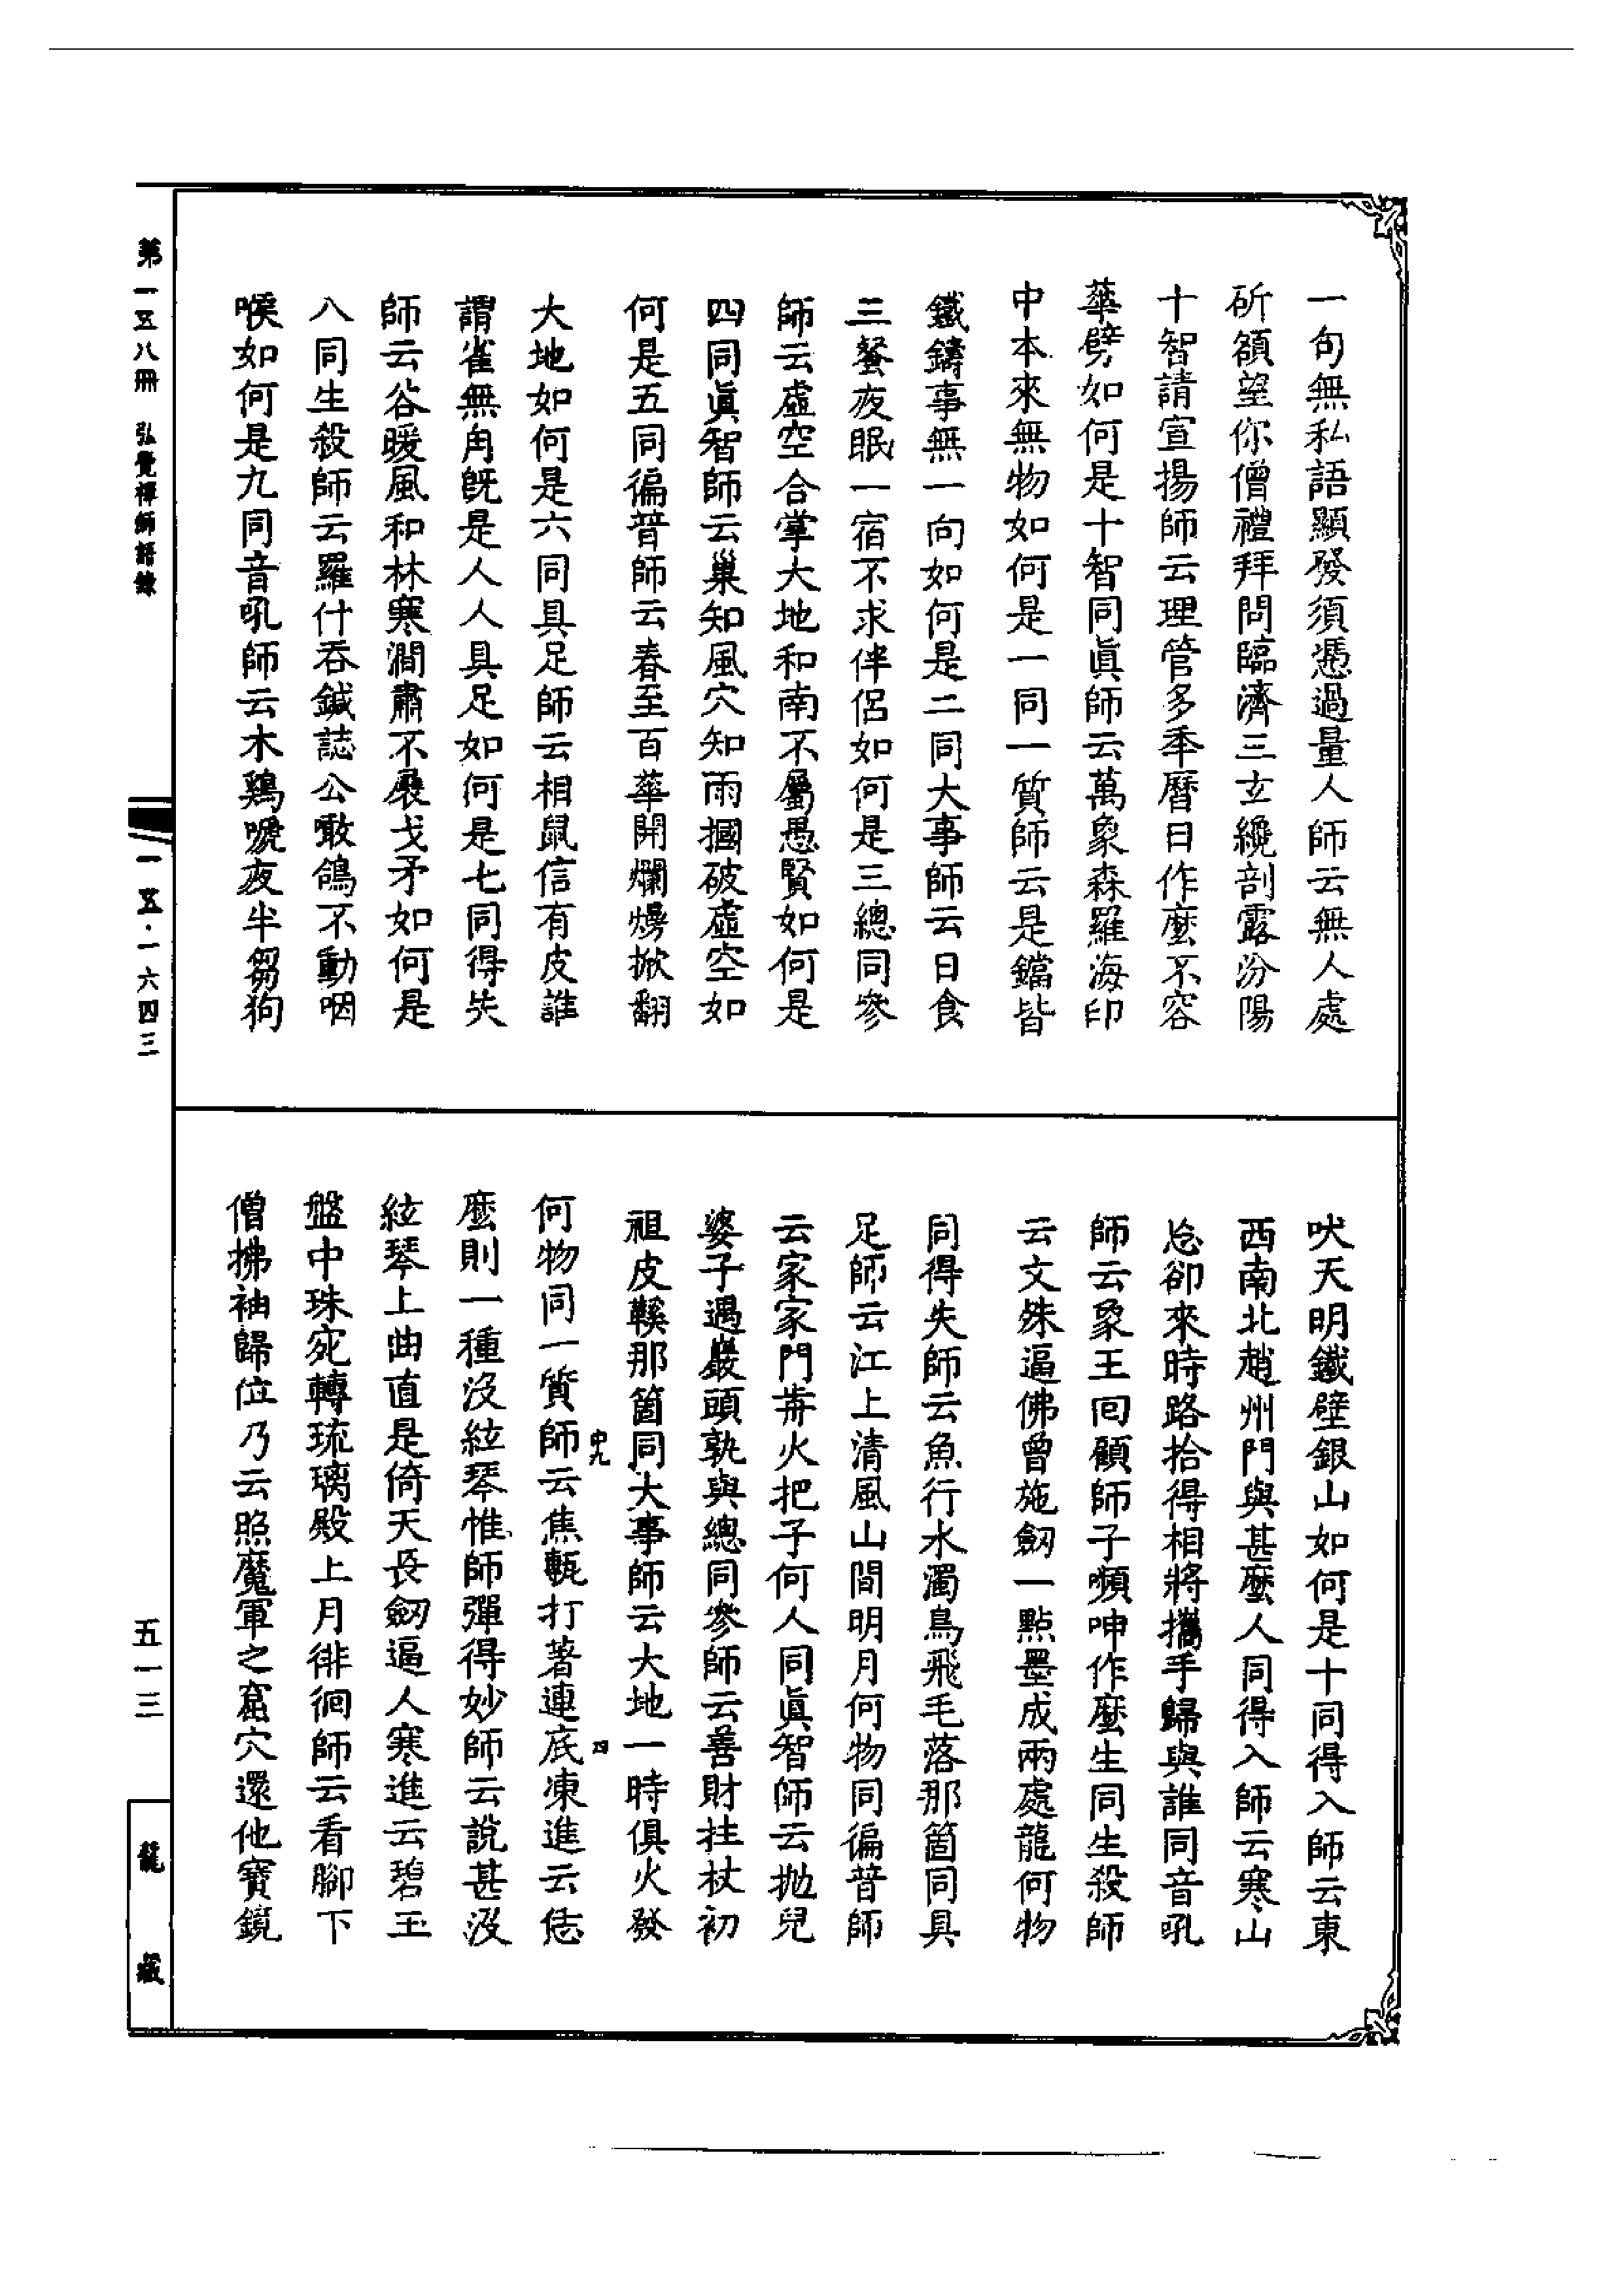 一句無私語顯發須憑過量人師云無人處
斫額望你僧禮拜問臨濟三玄纔剖露汾陽
十智請宣揚師云理管多年曆日作麼不容
華劈如何是十智同眞師云萬象森羅海印
中本來無物如何是一同一質師云是鐺皆
鐵鑄事無一向如何是二同大事師云日食
三餐夜眠一宿不求伴侶如何是三總同參
師云虛空合掌大地和南不屬愚賢如何是
四同眞智師云巢知風穴知雨摑破虛空如
何是五同徧普師云春至百華開爛熳掀翻
大地如何是六同具足師云相鼠信有皮誰
謂雀無角旣是人人具足如何是七同得失
師云谷暖風和林寒澗肅不展戈矛如何是
八同生殺師云羅什吞鍼誌公噉鴿不動咽
喉如何是九同音吼師云木鷄唬夜半芻狗
吠天明鐵壁銀山如何是十同得入師云東
西南北趙州門與甚麼人同得入師云寒山
忘卻來時路拾得相將攜手歸與誰同音吼
師云象王回顧師子嚬呻作麼生同生殺師
云文殊逼佛曾施劒一點墨成兩處龍何物
同得失師云魚行水濁鳥飛毛落那箇同具
足師云江上清風山間明月何物同徧普師
云家家門前火把子何人同眞智師云拋兒
婆子遇巖頭孰與總同參師云善財拄杖初
祖皮鞵那箇同大事師云大地一時俱火發
何物同一質師云焦甎打著連底凍進云恁
麼則一種沒絃琴惟師彈得妙師云說甚沒
絃琴上曲直是倚天長劒逼人寒進云碧玉
盤中珠宛轉琉璃殿上月徘徊師云看腳下
僧拂袖歸位乃云照魔軍之窟穴還他寶鏡
第一五八冊 弘覺禪師語錄
一五·一六四三
五一三
龍藏